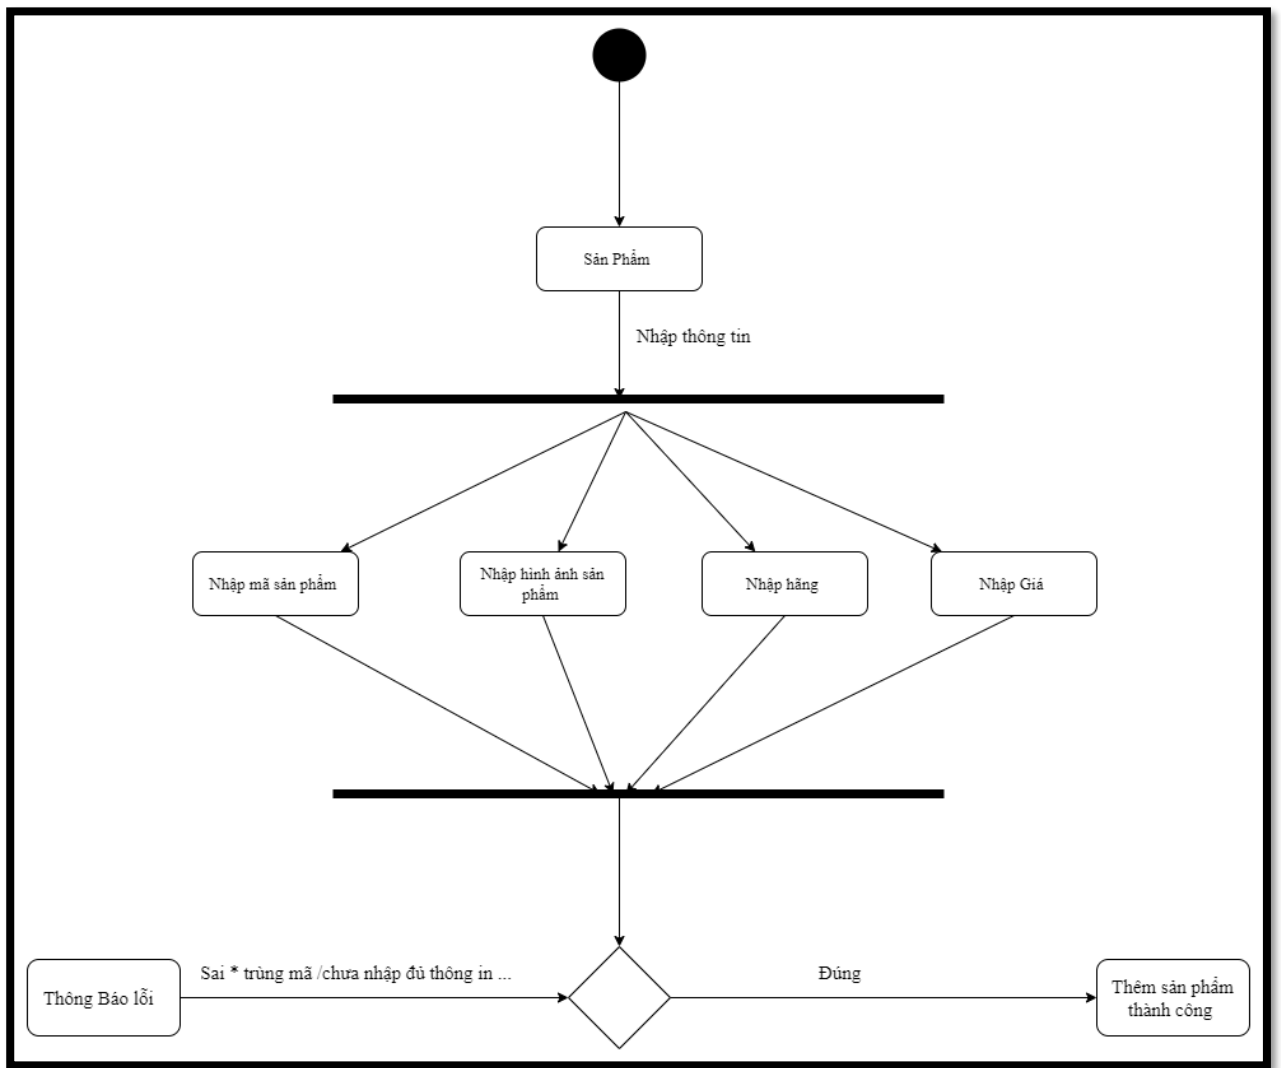 Sản Phẩm
Nhập thông tin
Nhập mã sản phẩm
Nhập hình ảnh sản
phẩm
Nhập hãng
Nhập Giá
Sai * trùng mã /chưa nhập đủ thông in ...
Đúng
Thông Báo lỗi
Thêm sản phẩm
thành công